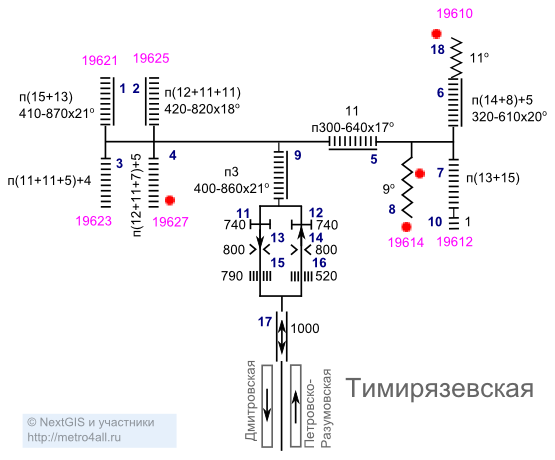 19610
19621
19625
18
11°
1
2
6
п(15+13)
410-870x21°
п(12+11+11)
420-820x18°
п(14+8)+5
320-610x20°
11
п300-640x17°
3
4
9
5
7
п(11+11+5)+4
п(12+11+7)+5
п3
400-860x21°
9°
8
п(13+15)
10
1
19623
19627
19614
19612
11
12
740
740
13
14
800
800
15
16
790
520
17
1000
Дмитровская
Петровско-
Разумовская
Тимирязевская
© NextGIS и участники
http://metro4all.ru